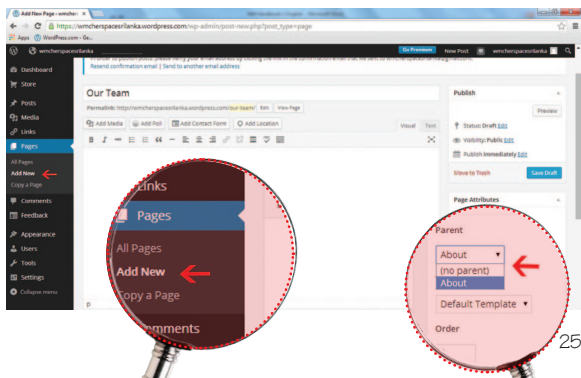 Add New Page ‹ wmcher
https://wmcherspacesrilanka.wordpress.com/wp-admin/post-new.php?post_type=page
Apps WordPress.com
wmcherspacesrilanka
Go Premium New Post wmcherspacesrilanka
Resend confirmation email | Send to another email address
Dashboard
Store
Posts
Media
Links
Pages
All Pages
Add New
Copy a Page
Comments
Feedback
Appearance
Users
Tools
Settings
Collapse menu
Our Team
Permalink: http://wmcherspacesrilanka.wordpress.com/our-team/ Edit View Page
Add Media Add Poll Add Contact Form Add Location
Visual Text
p
Publish
Preview
Status: Draft Edit
Visibility: Public Edit
Publish immediately Edit
Move to Trash Save Draft
Page Attributes
Links
Pages
All Pages
Add New
Copy a Page
Comments
Parent
About
(no parent)
About
Default Template
Order
25